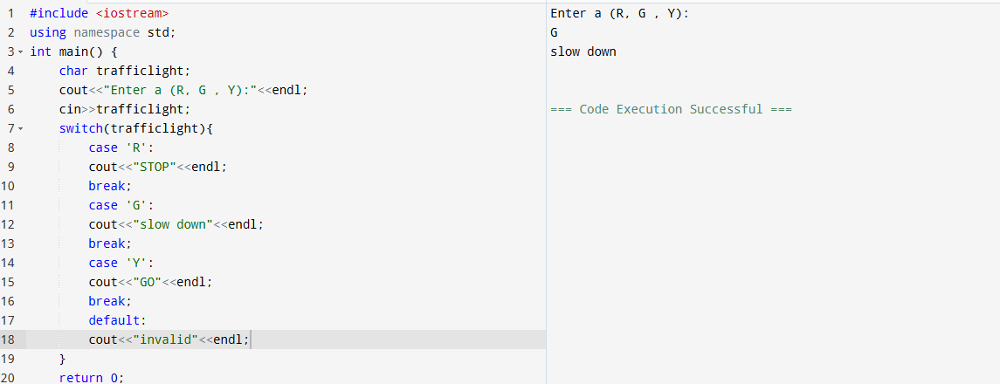 1 #include <iostream>
2 using namespace std;
3 int main() {
4 char trafficlight;
5 cout<<"Enter a (R, G , Y):"<<endl;
6 cin>>trafficlight;
7 switch(trafficlight){
8 case 'R':
9 cout<<"STOP"<<endl;
10 break;
11 case 'G':
12 cout<<"slow down"<<endl;
13 break;
14 case 'Y':
15 cout<<"GO"<<endl;
16 break;
17 default:
18 cout<<"invalid"<<endl;
19 }
20 return 0;
Enter a (R, G , Y):
G
slow down
=== Code Execution Successful ===